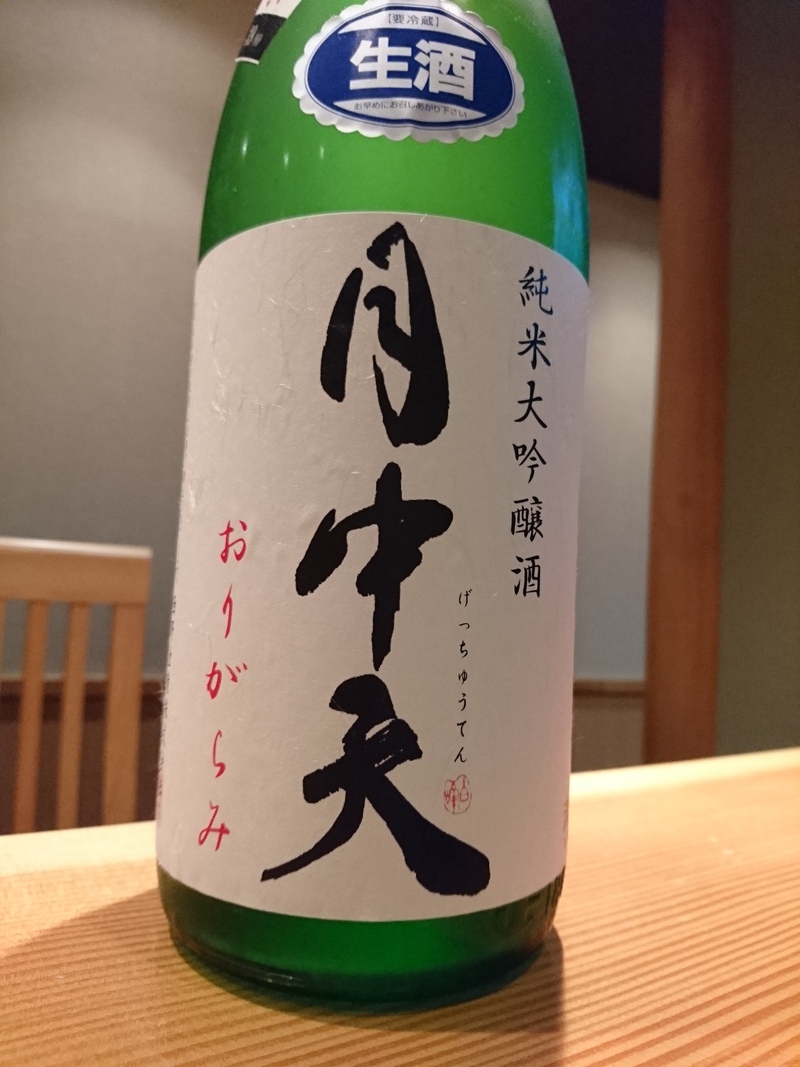 【要冷蔵】
生酒
お早めにお召しあがり下さい
純米大吟醸酒
月中天
げっちゅうてん
おりがらみ